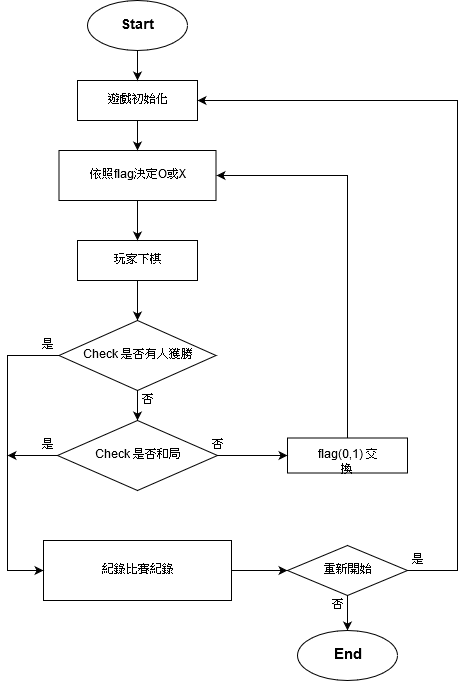 Start
遊戲初始化
依照flag決定O或X
玩家下棋
Check 是否有人獲勝
是
否
Check 是否和局
是
否
flag(0,1) 交
換
紀錄比賽紀錄
重新開始
是
否
End